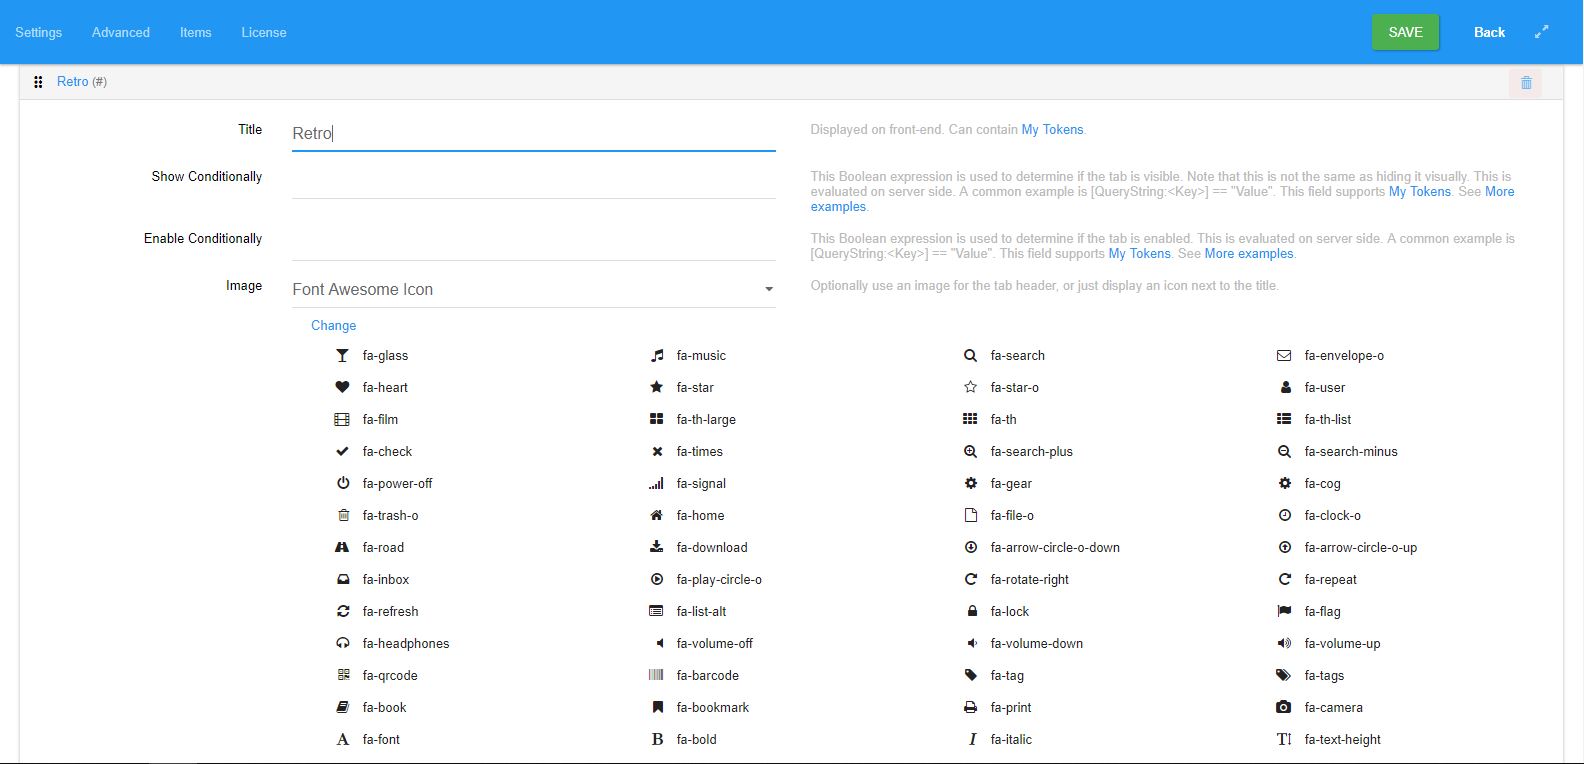 Settings Advanced Items License SAVE Back
Retro (#)
Title Retro Displayed on front-end. Can contain My Tokens.
Show Conditionally This Boolean expression is used to determine if the tab is visible. Note that this is not the same as hiding it visually. This is
evaluated on server side. A common example is [QueryString:<Key>] == "Value". This field supports My Tokens. See More
examples.
Enable Conditionally This Boolean expression is used to determine if the tab is enabled. This is evaluated on server side. A common example is
[QueryString:<Key>] == "Value". This field supports My Tokens. See More examples.
Image Font Awesome Icon Optionally use an image for the tab header, or just display an icon next to the title.
Change
fa-glass fa-music fa-search fa-envelope-o
fa-heart fa-star fa-star-o fa-user
fa-film fa-th-large fa-th fa-th-list
fa-check fa-times fa-search-plus fa-search-minus
fa-power-off fa-signal fa-gear fa-cog
fa-trash-o fa-home fa-file-o fa-clock-o
fa-road fa-download fa-arrow-circle-o-down fa-arrow-circle-o-up
fa-inbox fa-play-circle-o fa-rotate-right fa-repeat
fa-refresh fa-list-alt fa-lock fa-flag
fa-headphones fa-volume-off fa-volume-down fa-volume-up
fa-qrcode fa-barcode fa-tag fa-tags
fa-book fa-bookmark fa-print fa-camera
A fa-font B fa-bold I fa-italic T fa-text-height